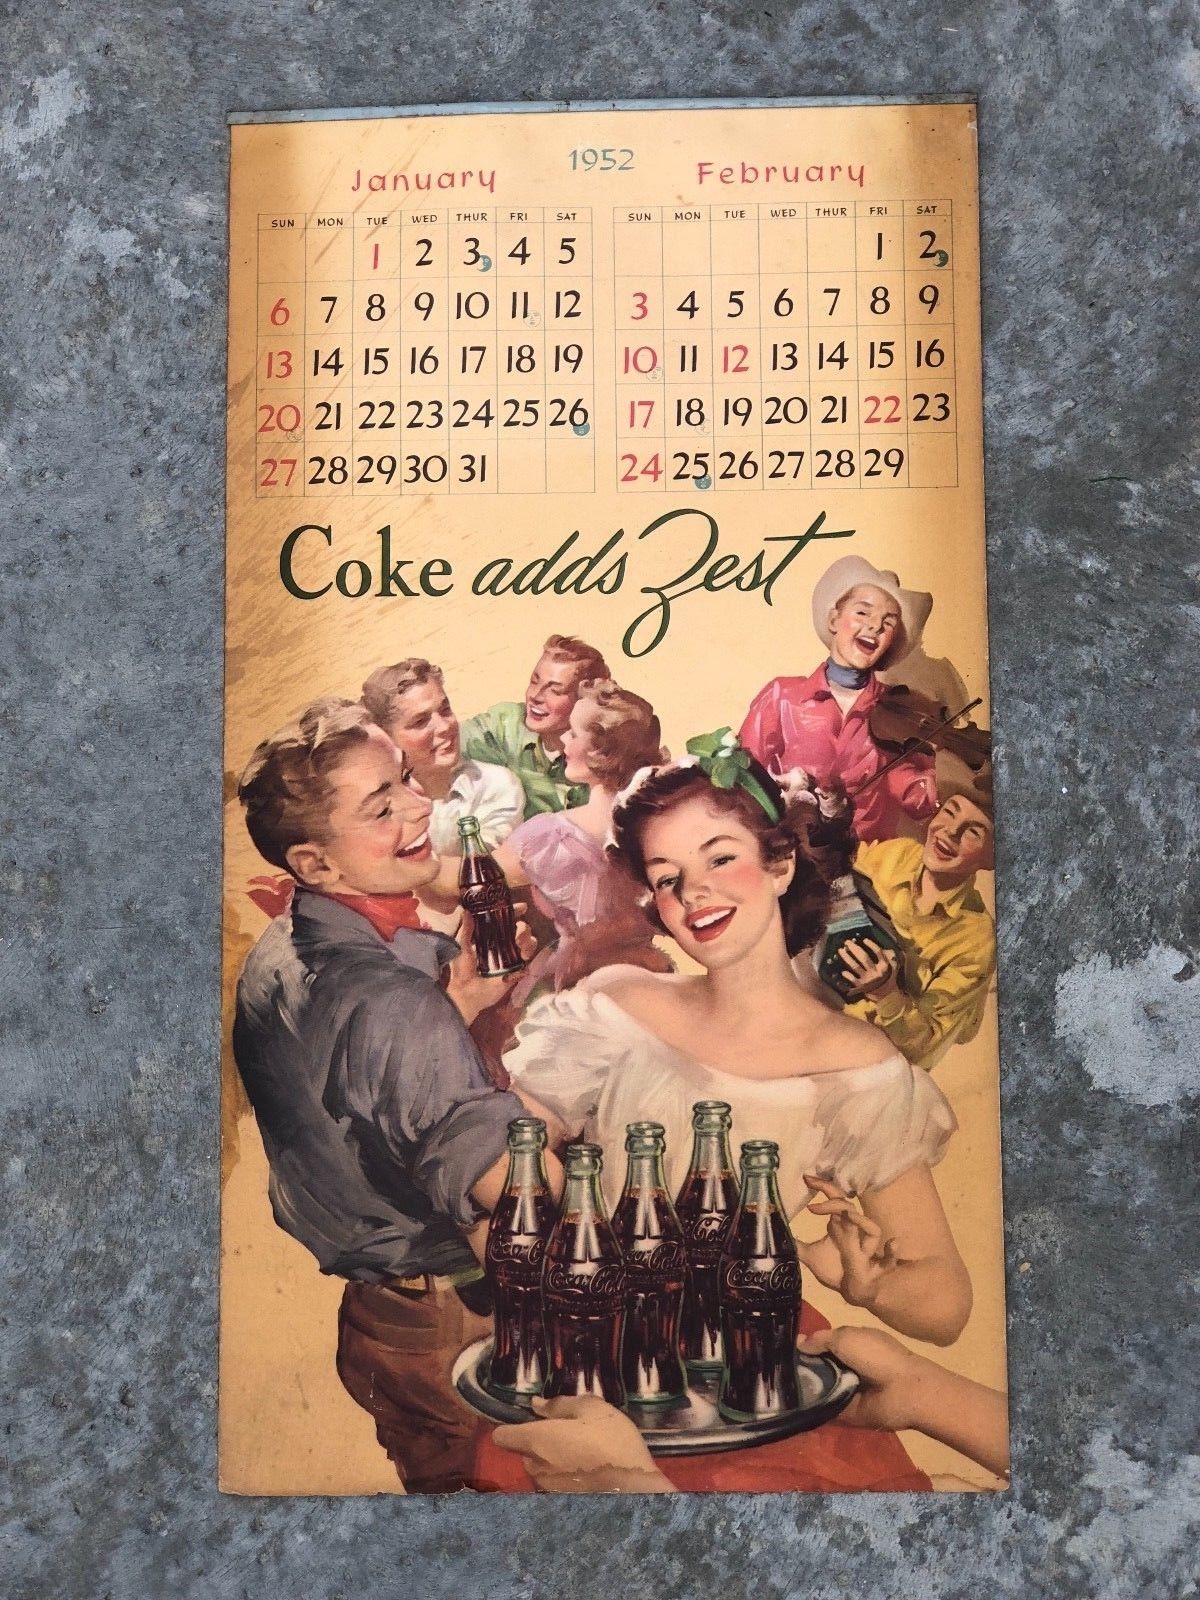 1952
January
SUN MON TUE WED THUR FRI SAT
1 2 3 4 5
6 7 8 9 10 11 12
13 14 15 16 17 18 19
20 21 22 23 24 25 26
27 28 29 30 31
February
SUN MON TUE WED THUR FRI SAT
1 2
3 4 5 6 7 8 9
10 11 12 13 14 15 16
17 18 19 20 21 22 23
24 25 26 27 28 29
Coke adds Zest
Coca-Cola